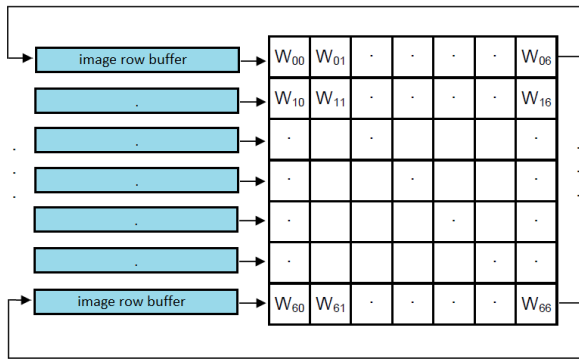 image row buffer W00 W01 . . . . W06
. W10 W11 . . . . W16
. . . .
. . . .
. . . .
. . .
image row buffer W60 W61 . . . . W66